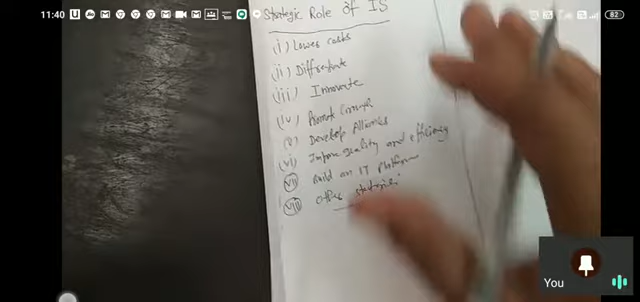 11:40
82
Strategic Role of IS
(i) Lower costs
(ii) Differentiate
(iii) Innovate
(iv) Promote
(v) Develop Alliances
(vi) Improve quality and efficiency
(vii) Build an IT platform
(viii) other strategies
You